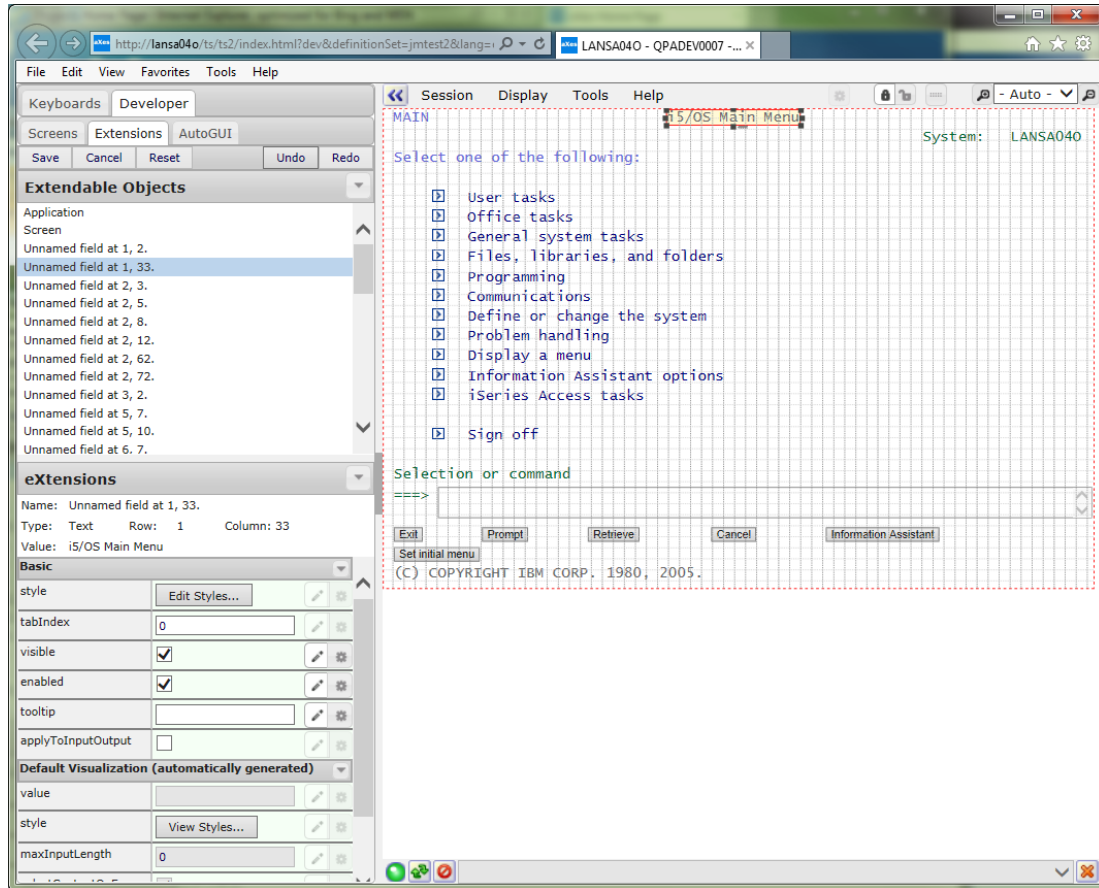 http://lansa04o/ts/ts2/index.html?dev&definitionSet=jmtest2&lang=
LANSA04O - QPADEV0007 -...
File Edit View Favorites Tools Help
Keyboards Developer
Screens Extensions AutoGUI
Save Cancel Reset Undo Redo
Extendable Objects
Application
Screen
Unnamed field at 1, 2.
Unnamed field at 1, 33.
Unnamed field at 2, 3.
Unnamed field at 2, 5.
Unnamed field at 2, 8.
Unnamed field at 2, 12.
Unnamed field at 2, 62.
Unnamed field at 2, 72.
Unnamed field at 3, 2.
Unnamed field at 5, 7.
Unnamed field at 5, 10.
Unnamed field at 6. 7.
eXtensions
Name: Unnamed field at 1, 33.
Type: Text Row: 1 Column: 33
Value: i5/OS Main Menu
Basic
style Edit Styles...
tabIndex 0
visible
enabled
tooltip
applyToInputOutput
Default Visualization (automatically generated)
value
style View Styles...
maxInputLength 0
Session Display Tools Help - Auto -
MAIN i5/OS Main Menu
System: LANSA04O
Select one of the following:
User tasks
Office tasks
General system tasks
Files, libraries, and folders
Programming
Communications
Define or change the system
Problem handling
Display a menu
Information Assistant options
iSeries Access tasks
Sign off
Selection or command
===>
Exit Prompt Retrieve Cancel Information Assistant
Set initial menu
(C) COPYRIGHT IBM CORP. 1980, 2005.